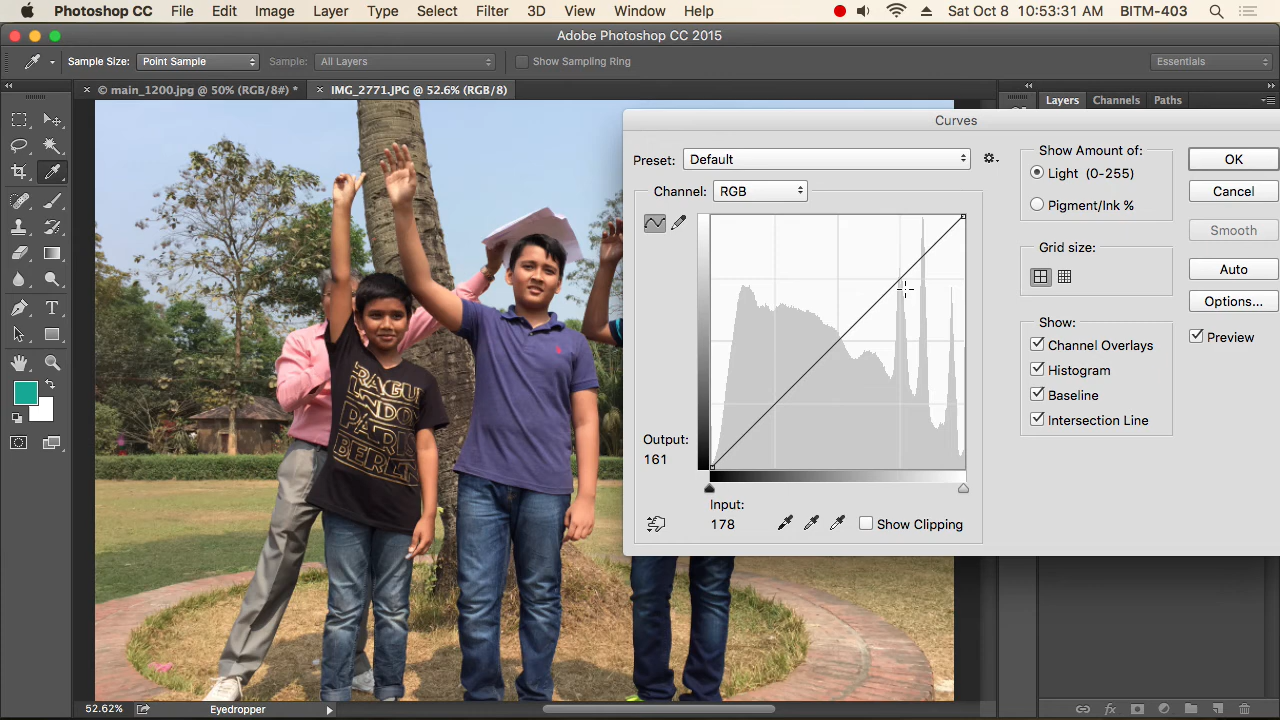 Photoshop CC File Edit Image Layer Type Select Filter 3D View Window Help Sat Oct 8 10:53:31 AM BITM-403
Adobe Photoshop CC 2015
Sample Size: Point Sample Sample: All Layers Show Sampling Ring Essentials
© main_1200.jpg @ 50% (RGB/8#) * IMG_2771.JPG @ 52.6% (RGB/8) Layers Channels Paths
Curves
Preset: Default
Channel: RGB
Show Amount of:
Light (0-255)
Pigment/Ink %
Grid size:
Show:
Channel Overlays
Histogram
Baseline
Intersection Line
OK
Cancel
Smooth
Auto
Options...
Preview
Output:
161
Input:
178
Show Clipping
PRAGUE
LONDON
PARIS
BERLIN
52.62% Eyedropper
fx